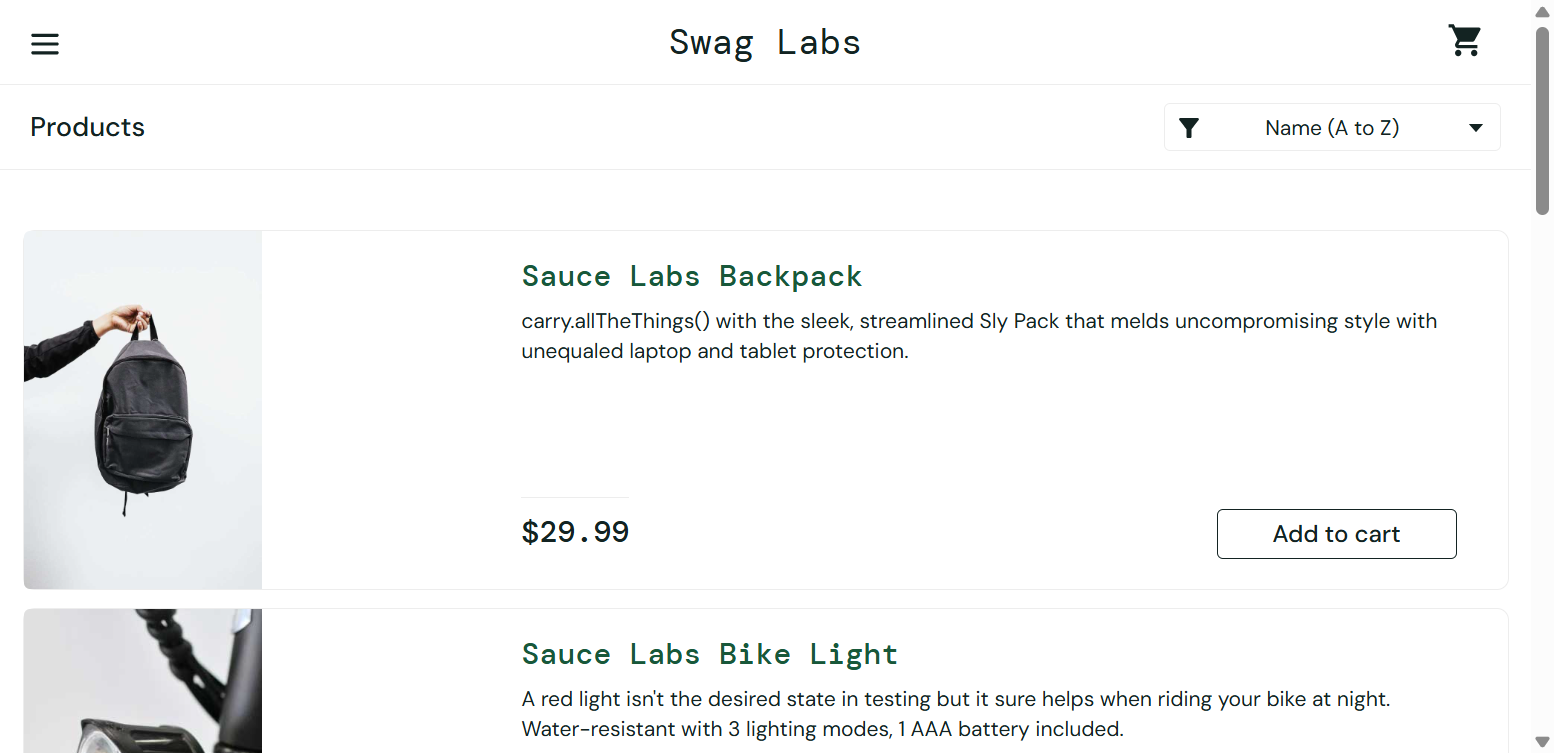 Swag Labs
Products
Name (A to Z)
Sauce Labs Backpack
carry.allTheThings() with the sleek, streamlined Sly Pack that melds uncompromising style with
unequaled laptop and tablet protection.
$29.99
Add to cart
Sauce Labs Bike Light
A red light isn't the desired state in testing but it sure helps when riding your bike at night.
Water-resistant with 3 lighting modes, 1 AAA battery included.